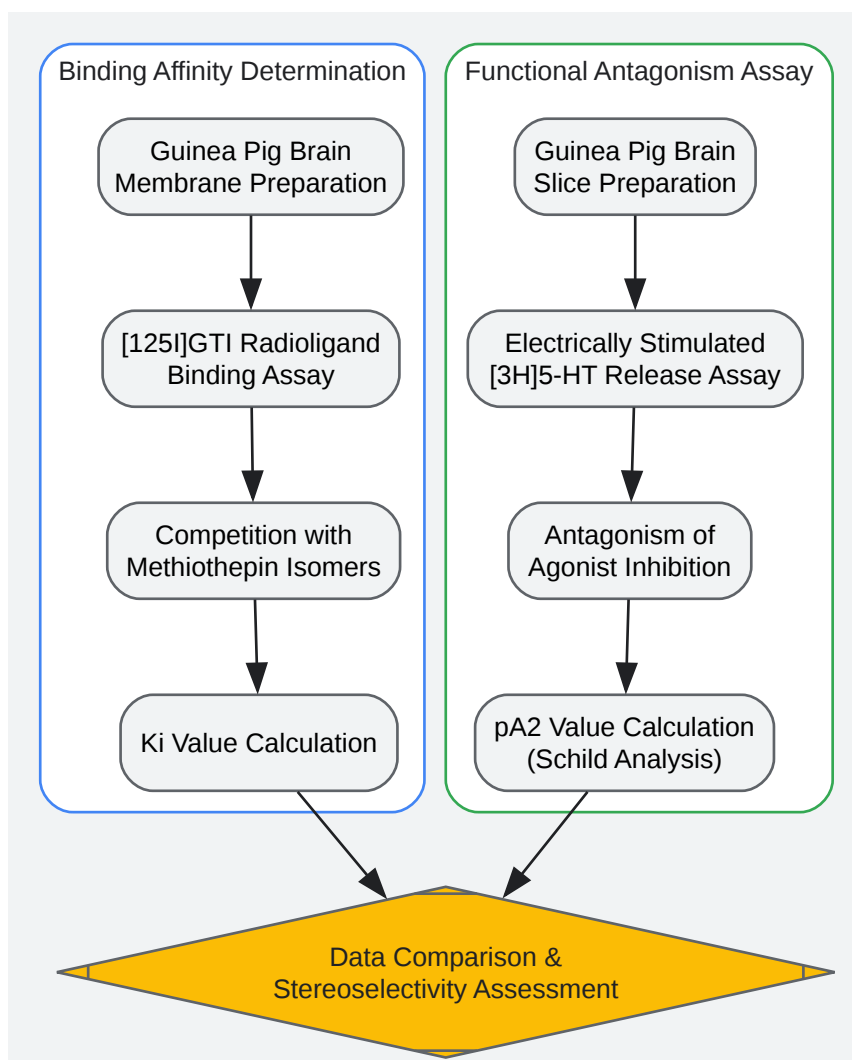 Binding Affinity Determination
Guinea Pig Brain
Membrane Preparation
[125I]GTI Radioligand
Binding Assay
Competition with
Methiothepin Isomers
Ki Value Calculation
Functional Antagonism Assay
Guinea Pig Brain
Slice Preparation
Electrically Stimulated
[3H]5-HT Release Assay
Antagonism of
Agonist Inhibition
pA2 Value Calculation
(Schild Analysis)
Data Comparison &
Stereoselectivity Assessment